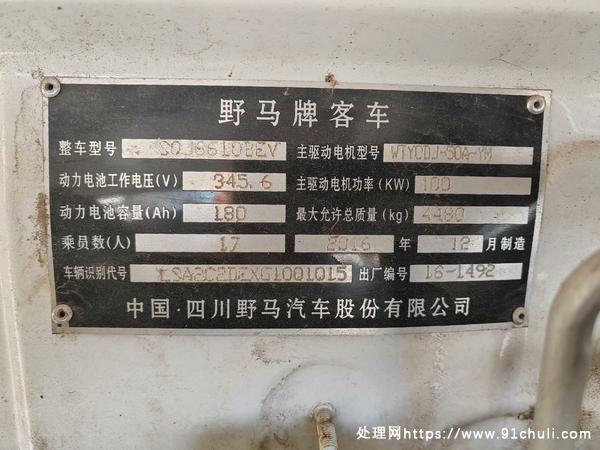 野马牌客车
整车型号 SQJ6610BEV 主驱动电机型号 WTYCDJ-50A-YM
动力电池工作电压(V) 345.6 主驱动电机功率(KW) 100
动力电池容量(Ah) 180 最大允许总质量(kg) 4480
乘员数(人) 17 2016 年 12 月制造
车辆识别代号 LSA2C2DEXG1001015 出厂编号 16-1492
中国·四川野马汽车股份有限公司
处理网https://www.91chuli.com/